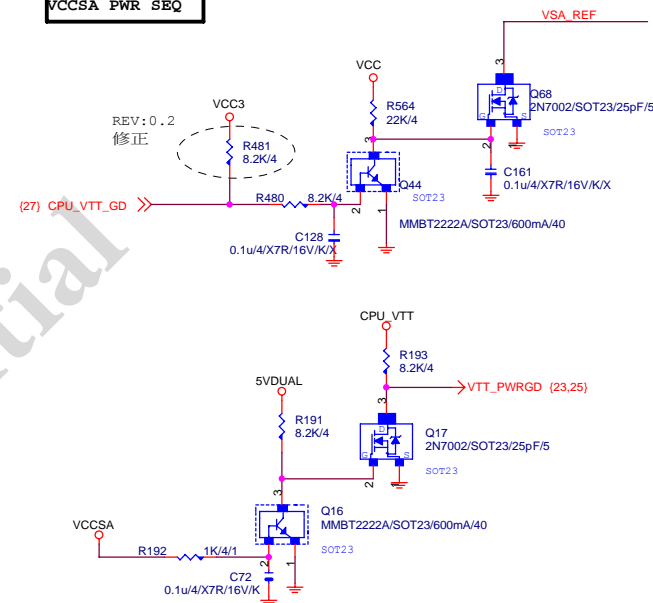 VCCSA PWR SEQ
VSA_REF
VCC
R564
22K/4
3
D
G
S
Q68
2N7002/SOT23/25pF/5
SOT23
2
1
VCC3
REV:0.2
修正
R481
8.2K/4
3
Q44
SOT23
C161
0.1u/4/X7R/16V/K/X
{27} CPU_VTT_GD
R480
8.2K/4
2
1
MMBT2222A/SOT23/600mA/40
C128
0.1u/4/X7R/16V/K/X
CPU_VTT
R193
8.2K/4
VTT_PWRGD {23,25}
5VDUAL
3
R191
8.2K/4
D
G
S
Q17
2N7002/SOT23/25pF/5
SOT23
2
1
3
Q16
MMBT2222A/SOT23/600mA/40
SOT23
VCCSA
R192
1K/4/1
2
1
C72
0.1u/4/X7R/16V/K
ential